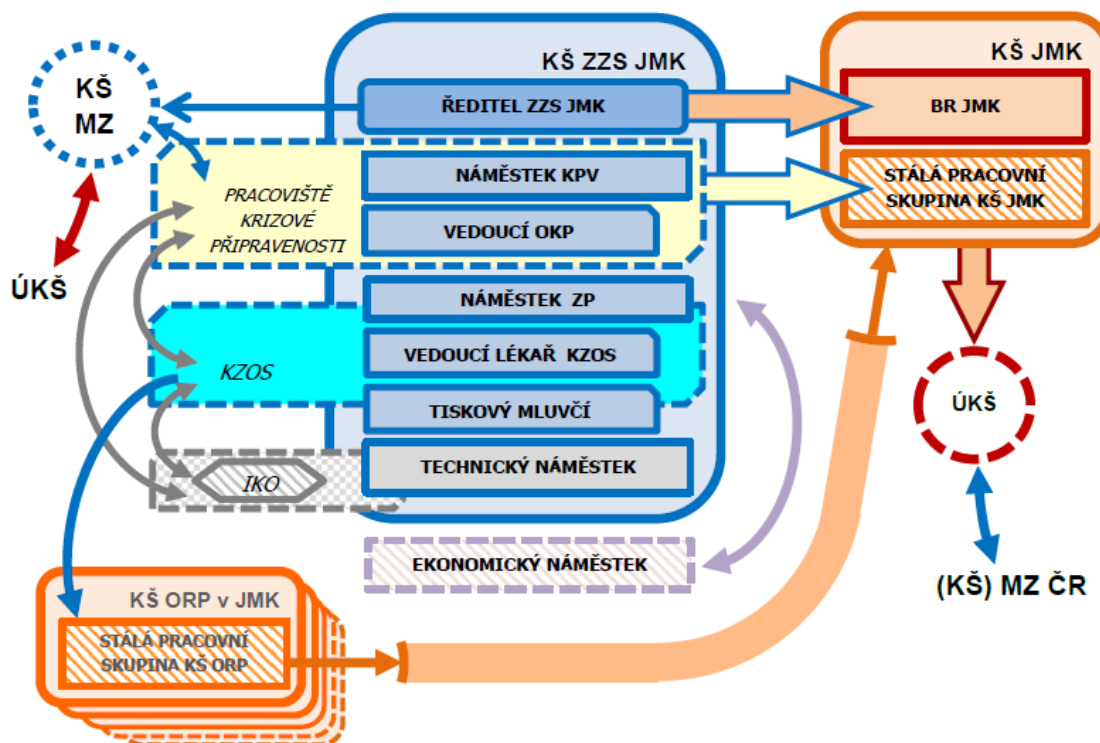 KŠ ZZS JMK
KŠ JMK
KŠ
MZ
ŘEDITEL ZZS JMK
BR JMK
NÁMĚSTEK KPV
STÁLÁ PRACOVNÍ
SKUPINA KŠ JMK
PRACOVIŠTĚ
KRIZOVÉ
PŘIPRAVENOSTI
VEDOUCÍ OKP
ÚKŠ
NÁMĚSTEK ZP
VEDOUCÍ LÉKAŘ KZOS
KZOS
TISKOVÝ MLUVČÍ
ÚKŠ
TECHNICKÝ NÁMĚSTEK
IKO
EKONOMICKÝ NÁMĚSTEK
(KŠ) MZ ČR
KŠ ORP v JMK
STÁLÁ PRACOVNÍ
SKUPINA KŠ ORP